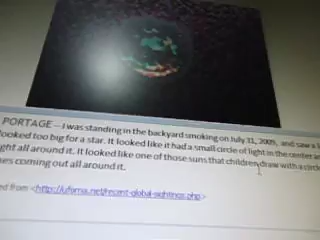 PORTAGE – I was standing in the backyard smoking on July 31, 2009, and saw a
looked too big for a star. It looked like it had a small circle of light in the center
ght all around it. It looked like one of those suns that children draw with a circ
es coming out all around it.
ed from <http://uforna.net/recent-global-sightings.php>